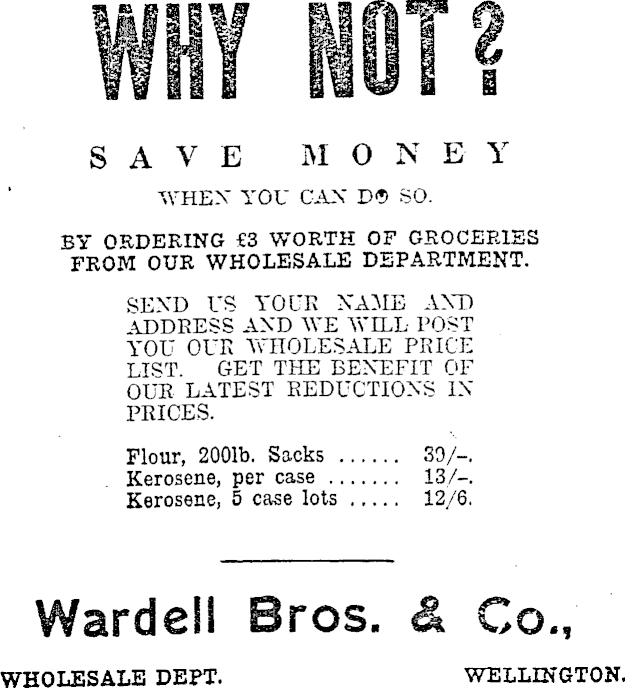 WHY NOT?
SAVE MONEY
WHEN YOU CAN DO SO.
BY ORDERING £3 WORTH OF GROCERIES
FROM OUR WHOLESALE DEPARTMENT.
SEND US YOUR NAME AND
ADDRESS AND WE WILL POST
YOU OUR WHOLESALE PRICE
LIST. GET THE BENEFIT OF
OUR LATEST REDUCTIONS IN
PRICES.
Flour, 200lb. Sacks ...... 39/-.
Kerosene, per case ....... 13/-.
Kerosene, 5 case lots ..... 12/6.
Wardell Bros. & Co.,
WHOLESALE DEPT. WELLINGTON.